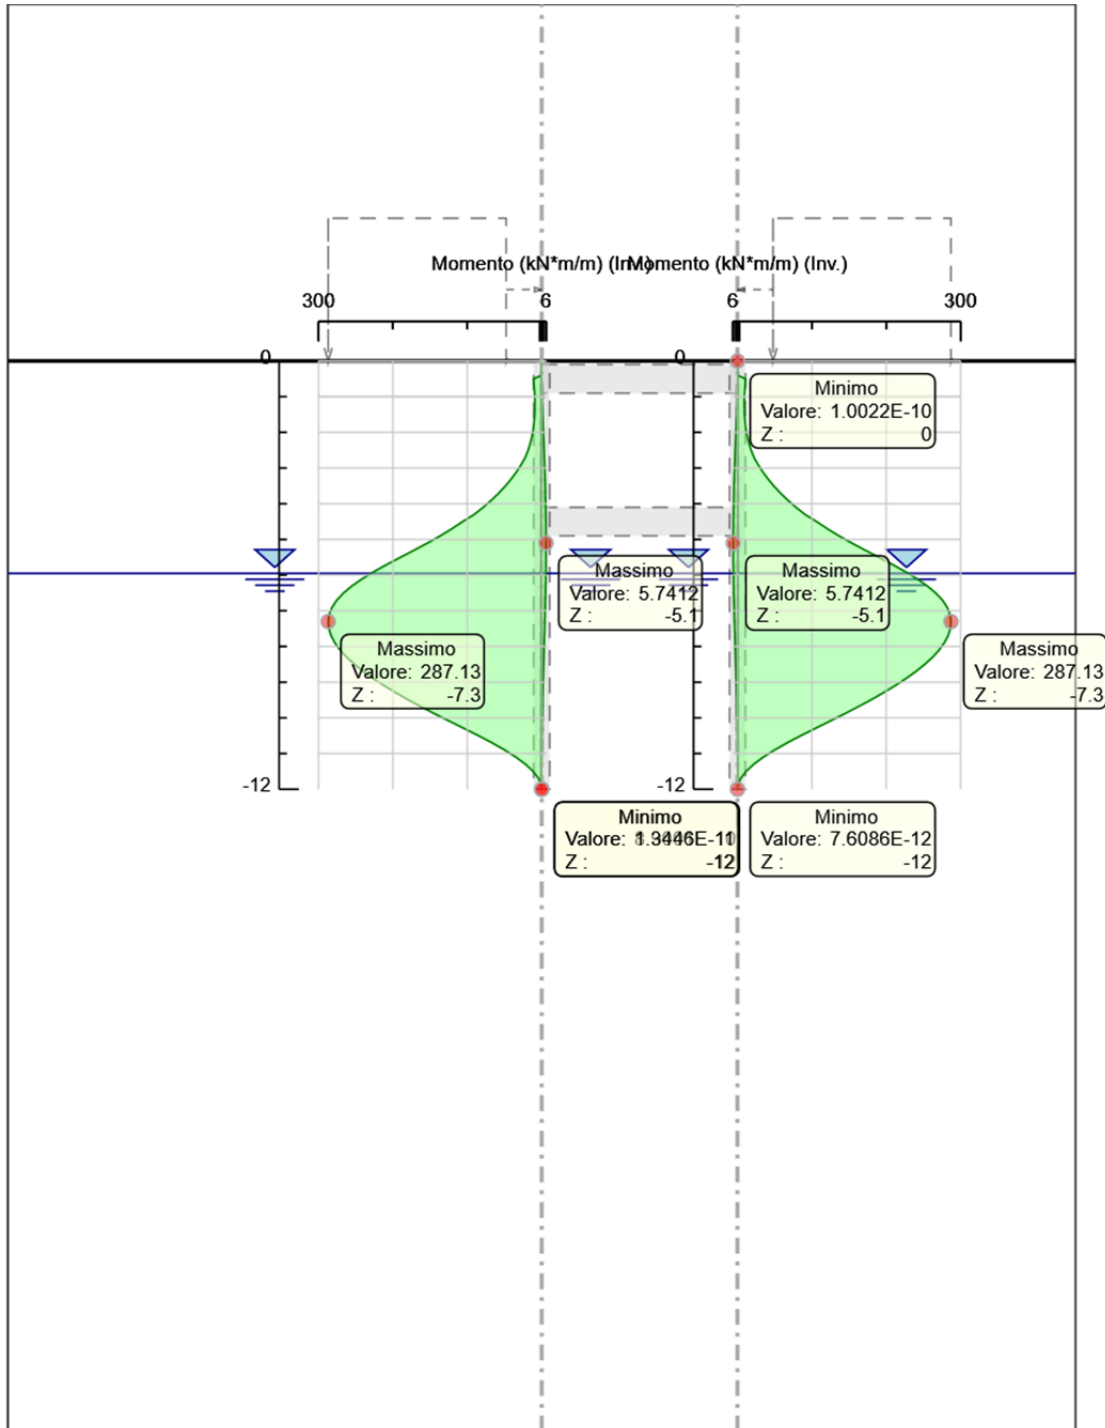 Momento (kN*m/m) (Inv.)
Momento (kN*m/m) (Inv.)
300
6
6
300
0
0
Minimo
Valore: 1.0022E-10
Z : 0
Massimo
Valore: 5.7412
Z : -5.1
Massimo
Valore: 5.7412
Z : -5.1
Massimo
Valore: 287.13
Z : -7.3
Massimo
Valore: 287.13
Z : -7.3
-12
-12
Minimo
Valore:
Z : -12
Minimo
Valore: 7.6086E-12
Z : -12